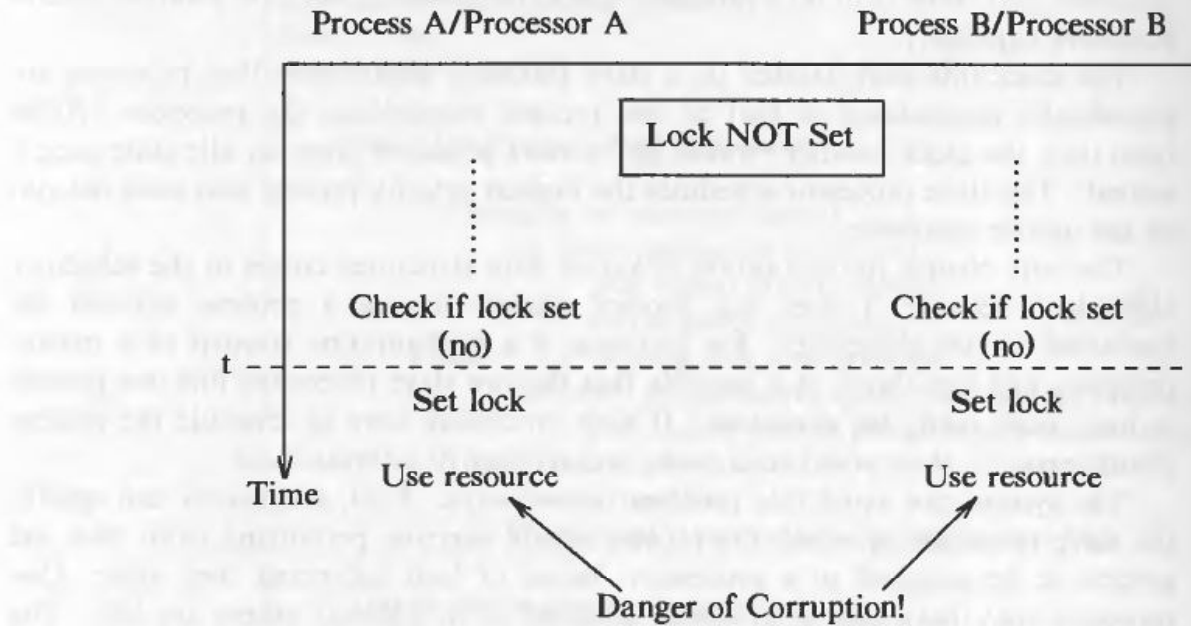 Process A/Processor A Process B/Processor B
Lock NOT Set
Check if lock set Check if lock set
(no) (no)
t
Set lock Set lock
Time Use resource Use resource
Danger of Corruption!